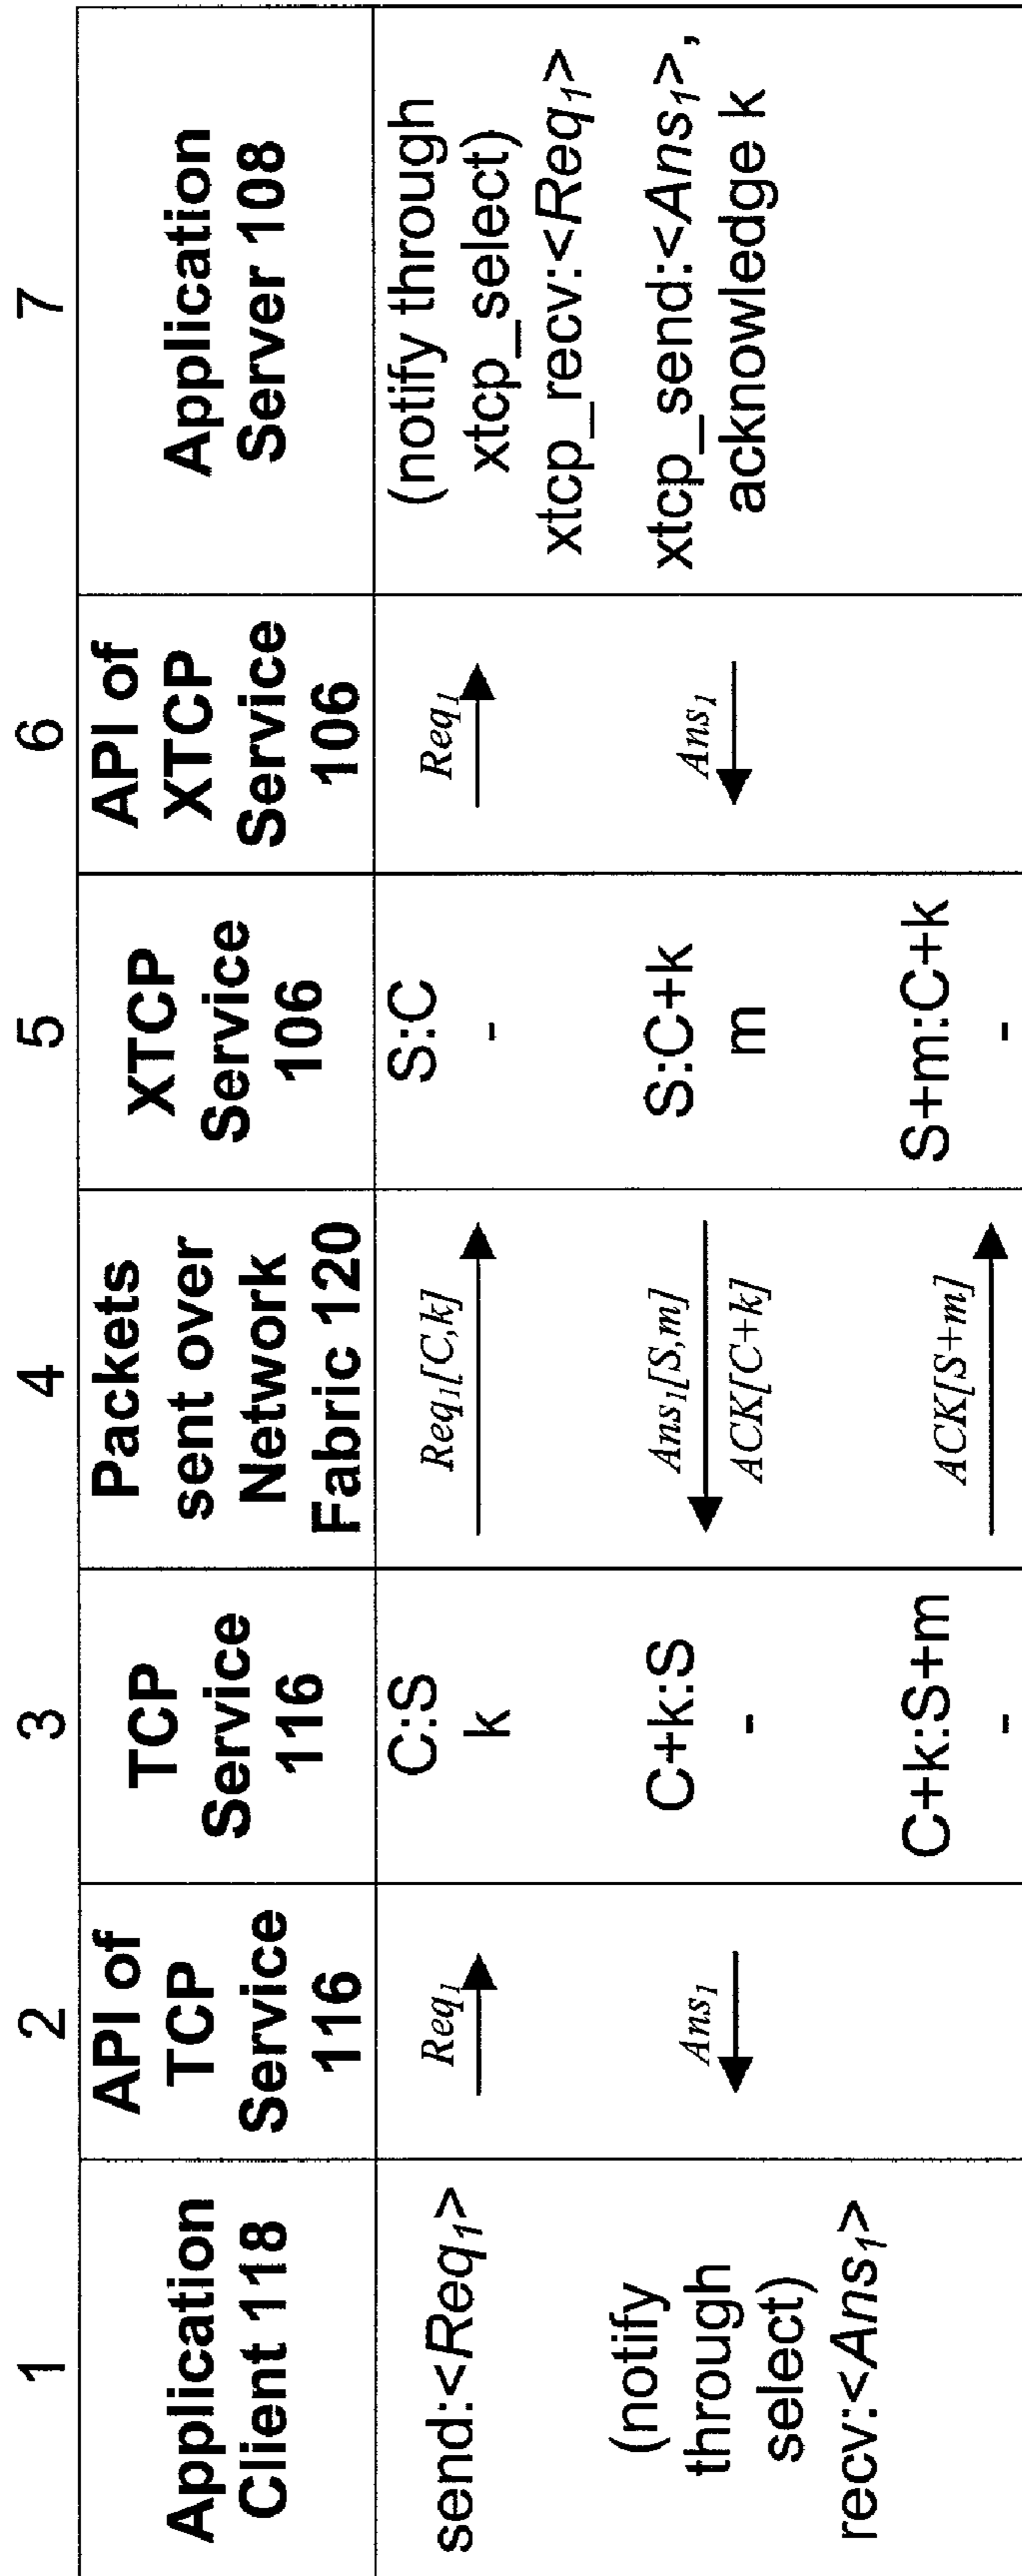 1
Application
Client 118
send:<Req1>
(notify
through
select)
recv:<Ans1>
2
API of
TCP
Service
116
Req1
Ans1
3
TCP
Service
116
C:S
k
C+k:S
-
C+k:S+m
-
4
Packets
sent over
Network
Fabric 120
Req1[C,k]
Ans1[S,m]
ACK[C+k]
ACK[S+m]
5
XTCP
Service
106
S:C
-
S:C+k
m
S+m:C+k
-
6
API of
XTCP
Service
106
Req1
Ans1
7
Application
Server 108
(notify through
xtcp_select)
xtcp_recv:<Req1>
xtcp_send:<Ans1>,
acknowledge k